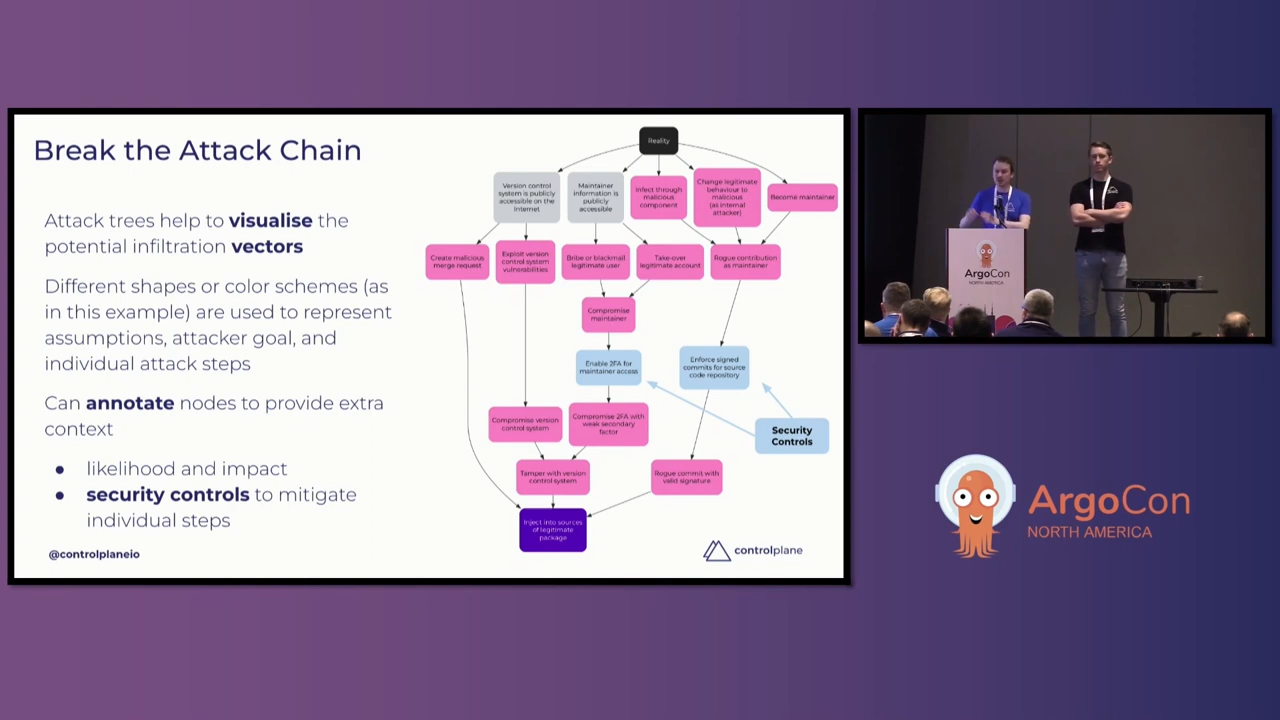 Break the Attack Chain
Attack trees help to visualise the
potential infiltration vectors
Different shapes or color schemes (as
in this example) are used to represent
assumptions, attacker goal, and
individual attack steps
Can annotate nodes to provide extra
context
● likelihood and impact
● security controls to mitigate
individual steps
@controlplaneio
Reality
Version control
system is publicly
accessible on the
Internet
Maintainer
Information is
publicly
accessible
Infect through
malicious
component
Change legitimate
behaviour to
malicious
(as internal
attacker)
Become maintainer
Create malicious
merge request
Exploit version
control system
vulnerabilities
Bribe or blackmail
legitimate user
Take-over
legitimate account
Rogue contribution
as maintainer
Compromise
maintainer
Enable 2FA for
maintainer access
Enforce signed
commits for source
code repository
Compromise version
control system
Compromise 2FA with
weak secondary
factor
Security
Controls
Tamper with version
control system
Rogue commit with
valid signature
Inject into sources
of legitimate
package
controlplane
ArgoCon
NORTH AMERICA
ArgoCon
NORTH AMERICA